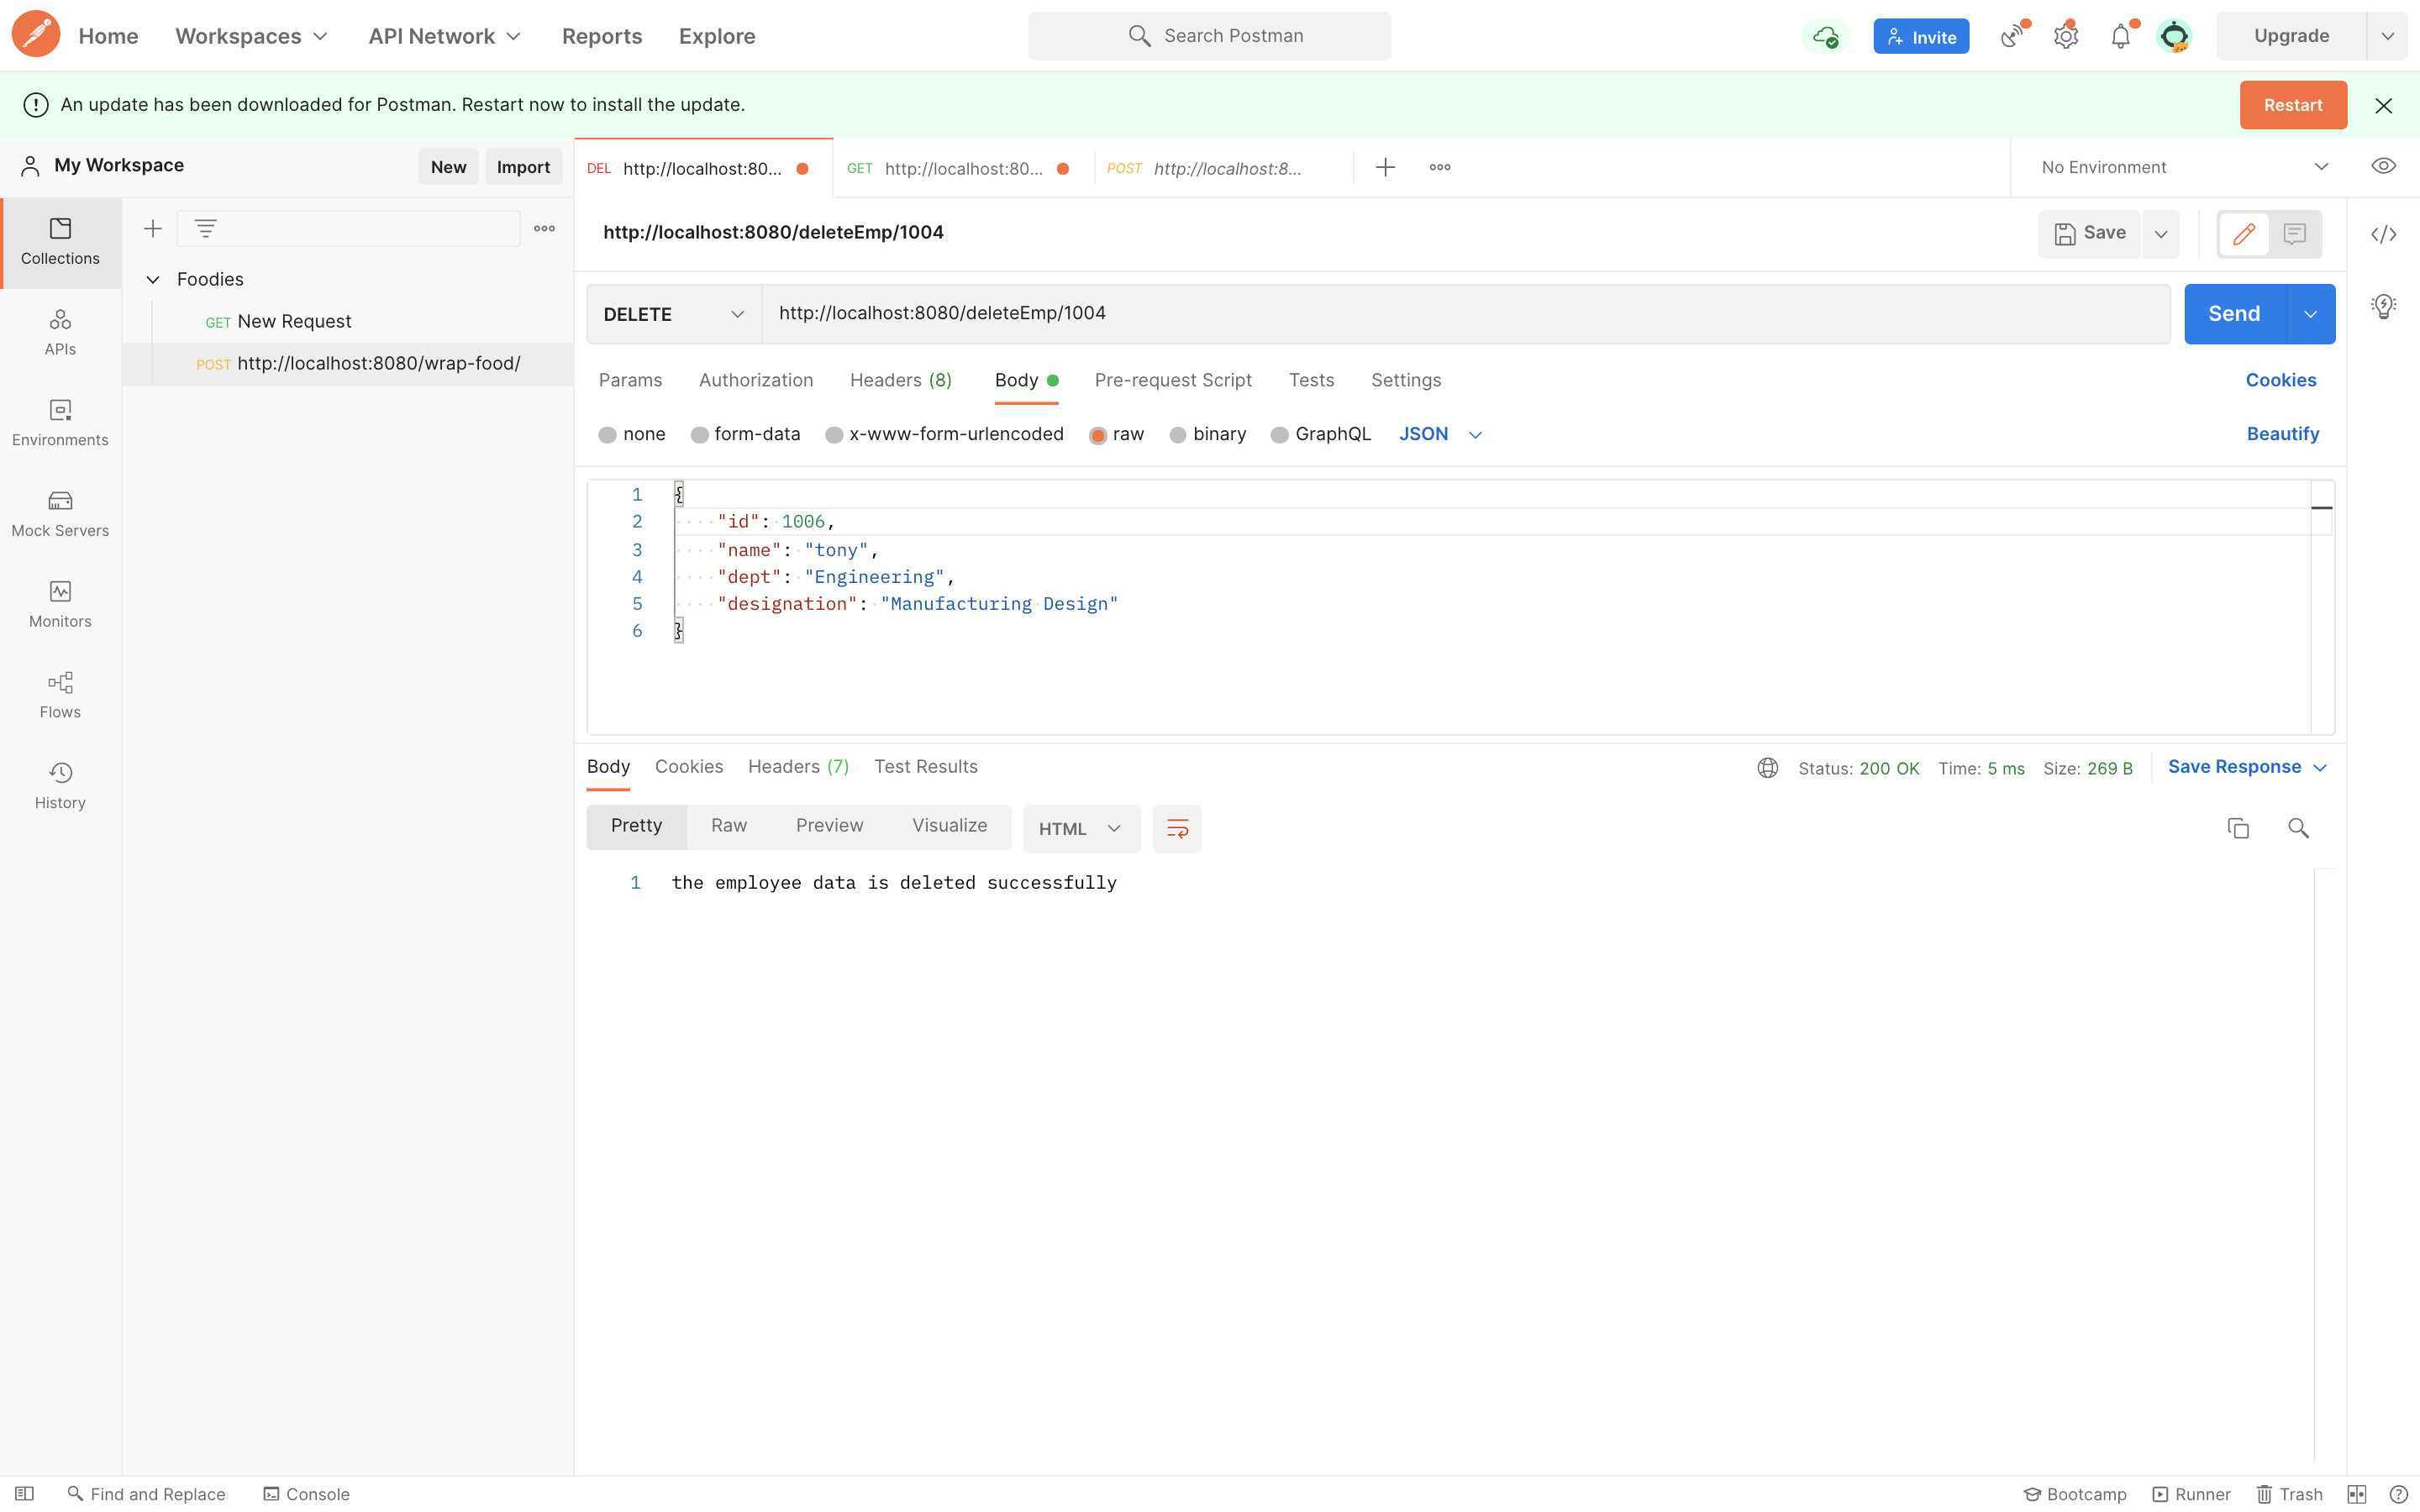 Home Workspaces API Network Reports Explore Search Postman Invite Upgrade
An update has been downloaded for Postman. Restart now to install the update. Restart
My Workspace New Import DEL http://localhost:80... GET http://localhost:80... POST http://localhost:8... No Environment
Collections
APIs
Environments
Mock Servers
Monitors
Flows
History
Foodies
GET New Request
POST http://localhost:8080/wrap-food/
http://localhost:8080/deleteEmp/1004 Save
DELETE http://localhost:8080/deleteEmp/1004 Send
Params Authorization Headers (8) Body Pre-request Script Tests Settings Cookies
none form-data x-www-form-urlencoded raw binary GraphQL JSON Beautify
1 {
2 "id": 1006,
3 "name": "tony",
4 "dept": "Engineering",
5 "designation": "Manufacturing Design"
6 }
Body Cookies Headers (7) Test Results Status: 200 OK Time: 5 ms Size: 269 B Save Response
Pretty Raw Preview Visualize HTML
1 the employee data is deleted successfully
Find and Replace Console Bootcamp Runner Trash